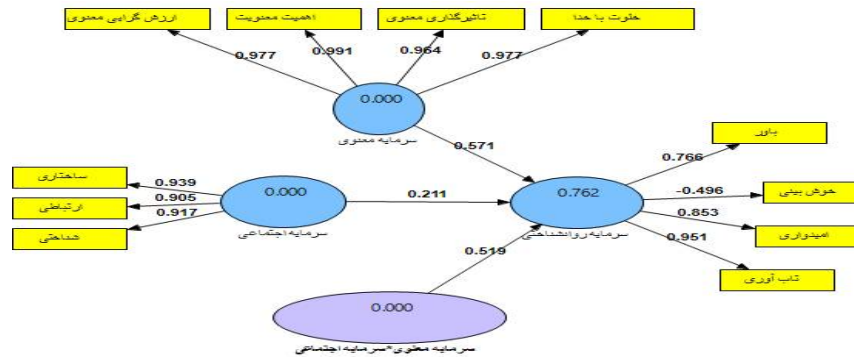 ارزش گرایی معنوی
اهمیت معنویت
تاثیرگذاری معنوی
خلوت با خدا
0.977
0.991
0.964
0.977
0.000
سرمایه معنوی
0.571
باور
0.766
ساختاری
0.939
ارتباطی
0.905
شناختی
0.917
0.000
سرمایه اجتماعی
0.211
0.762
سرمایه روانشناختی
-0.496
خوش بینی
0.853
امیدواری
0.951
تاب آوری
0.519
0.000
سرمایه معنوی*سرمایه اجتماعی